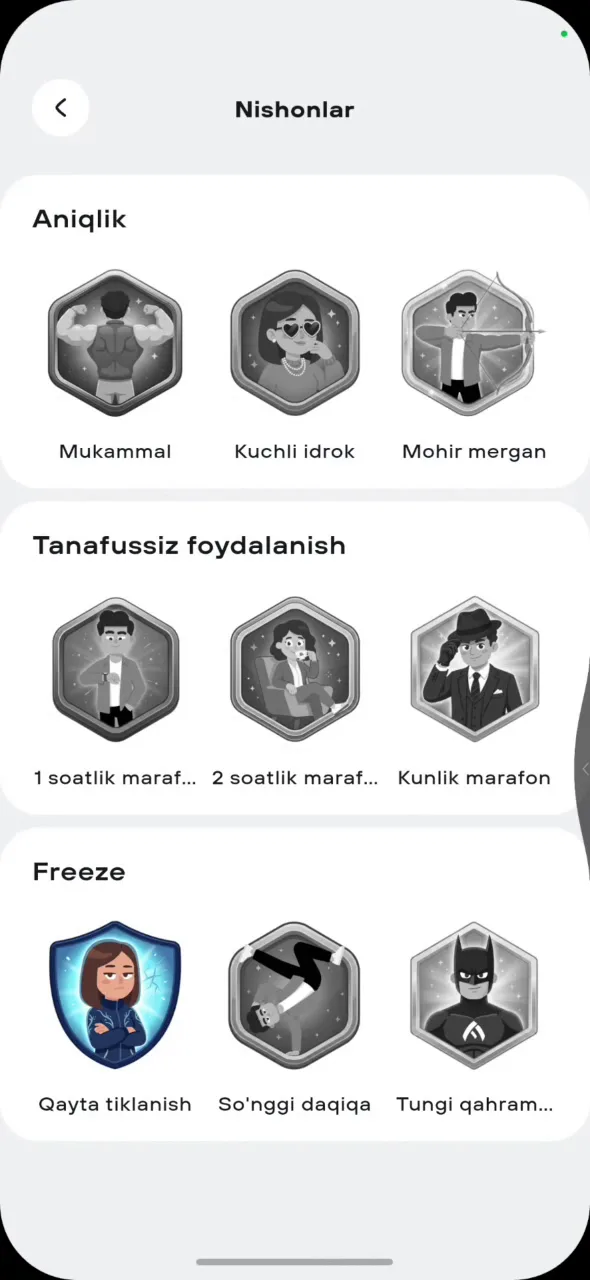 Nishonlar
Aniqlik
Mukammal
Kuchli idrok
Mohir mergan
Tanafussiz foydalanish
1 soatlik maraf...
2 soatlik maraf...
Kunlik marafon
Freeze
Qayta tiklanish
So'nggi daqiqa
Tungi qahram...